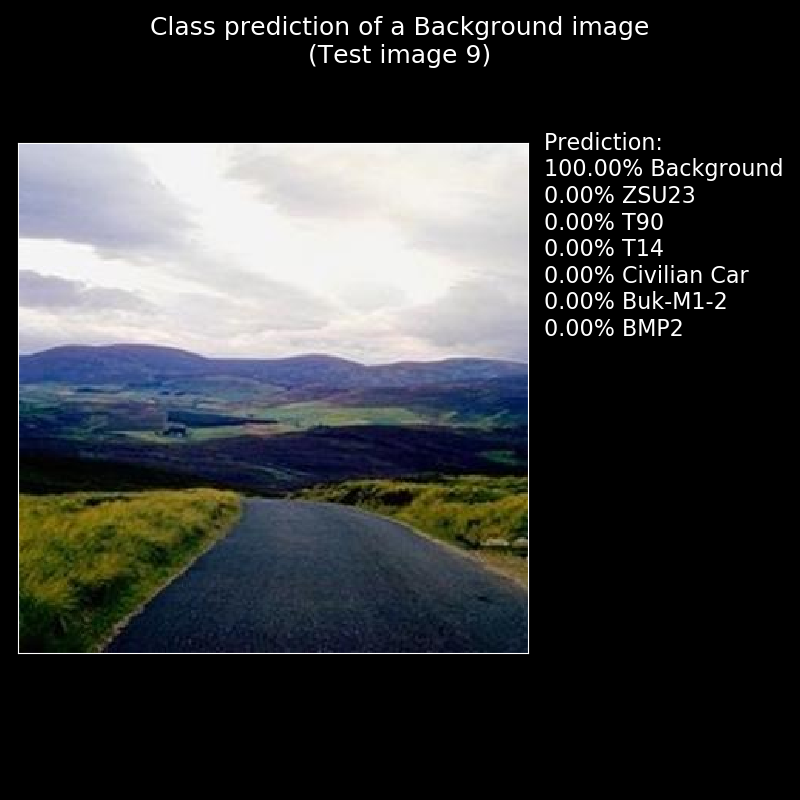 Class prediction of a Background image
(Test image 9)
Prediction:
100.00% Background
0.00% ZSU23
0.00% T90
0.00% T14
0.00% Civilian Car
0.00% Buk-M1-2
0.00% BMP2